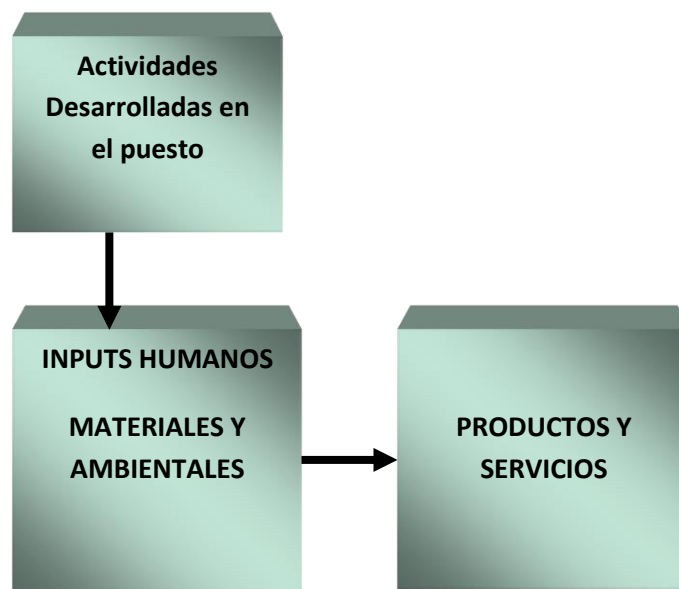 Actividades
Desarrolladas en
el puesto
INPUTS HUMANOS
MATERIALES Y
AMBIENTALES
PRODUCTOS Y
SERVICIOS